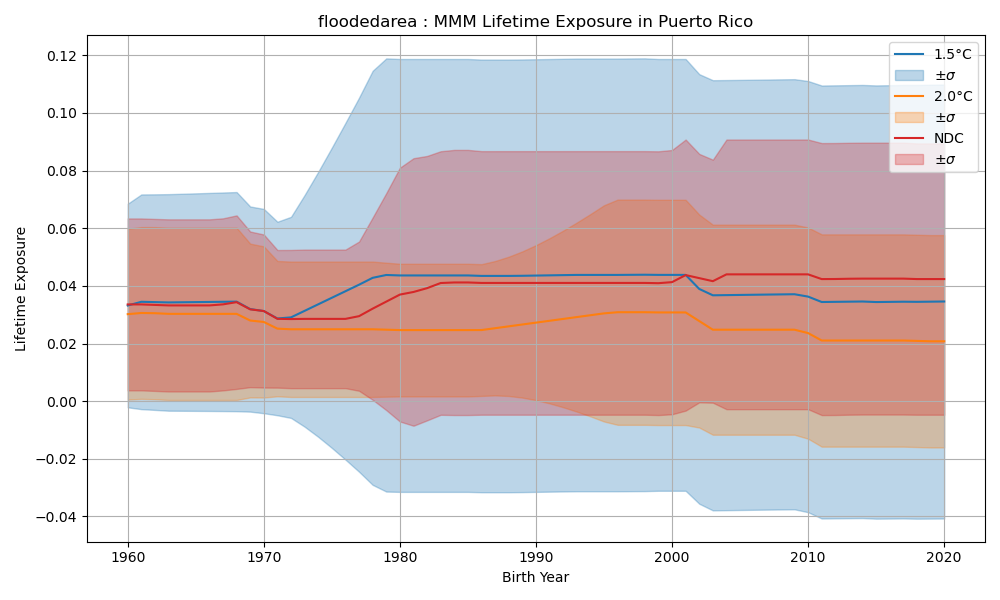 floodedarea : MMM Lifetime Exposure in Puerto Rico
Lifetime Exposure
0.12
0.10
0.08
0.06
0.04
0.02
0.00
−0.02
−0.04
1.5°C
±σ
2.0°C
±σ
NDC
±σ
1960 1970 1980 1990 2000 2010 2020
Birth Year